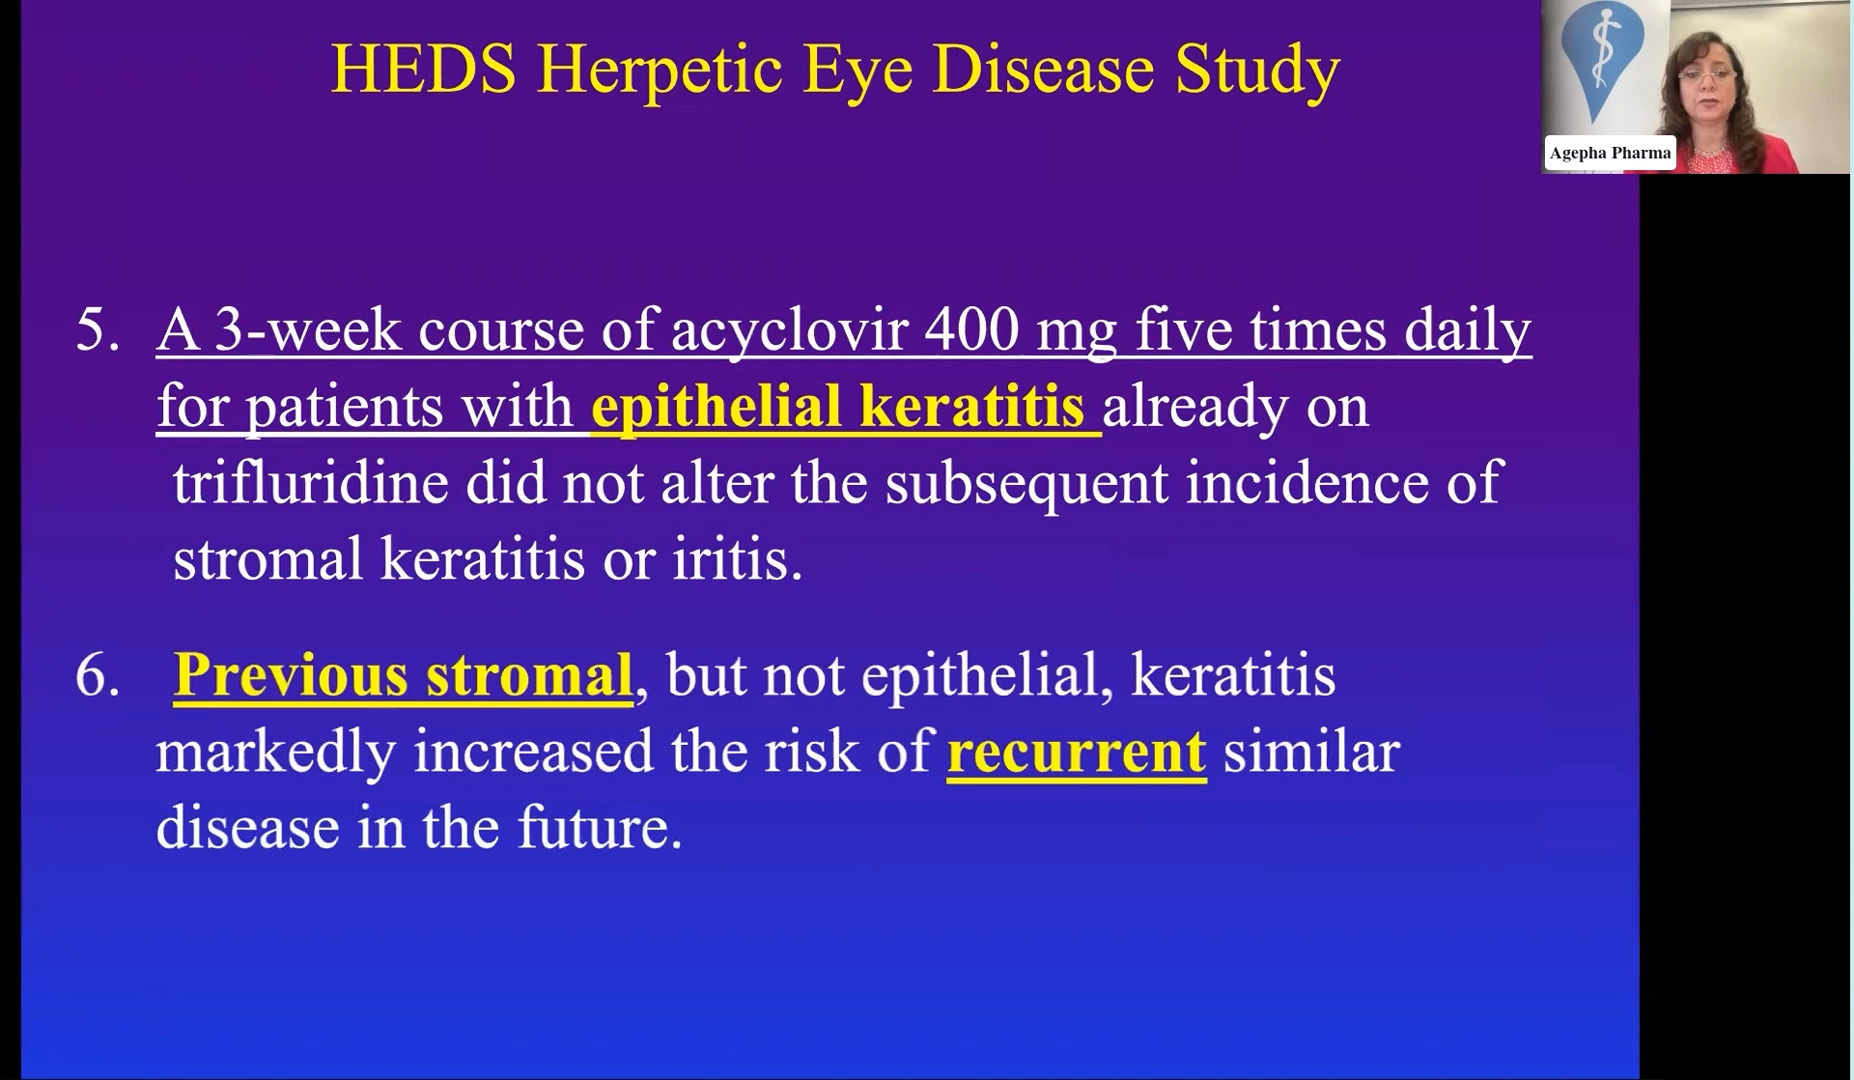 HEDS Herpetic Eye Disease Study
Agepha Pharma
5. A 3-week course of acyclovir 400 mg five times daily
for patients with epithelial keratitis already on
trifluridine did not alter the subsequent incidence of
stromal keratitis or iritis.
6. Previous stromal, but not epithelial, keratitis
markedly increased the risk of recurrent similar
disease in the future.